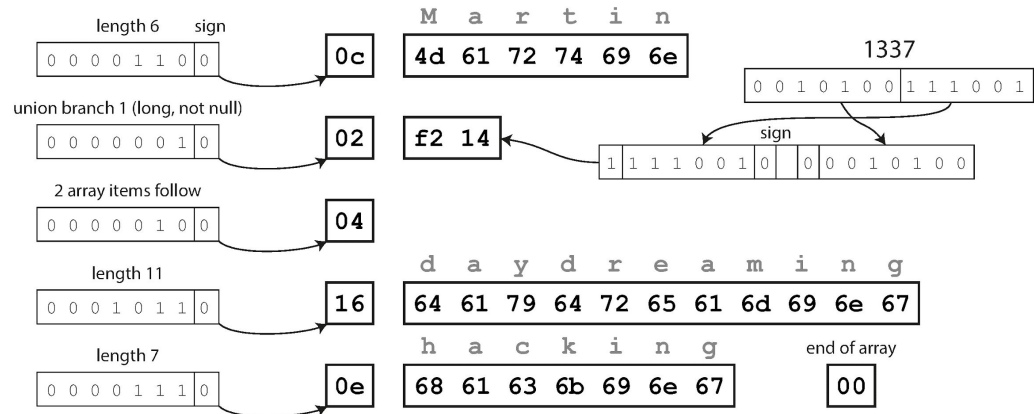 M a r t i n
length 6 sign
0 0 0 0 1 1 0 0
0c
4d 61 72 74 69 6e
1337
0 0 1 0 1 0 0 1 1 1 0 0 1
union branch 1 (long, not null)
0 0 0 0 0 0 1 0
02
f2 14
sign
1 1 1 1 0 0 1 0 0 0 0 1 0 1 0 0
2 array items follow
0 0 0 0 0 1 0 0
04
d a y d r e a m i n g
length 11
0 0 0 1 0 1 1 0
16
64 61 79 64 72 65 61 6d 69 6e 67
h a c k i n g
length 7
0 0 0 0 1 1 1 0
0e
68 61 63 6b 69 6e 67
end of array
00